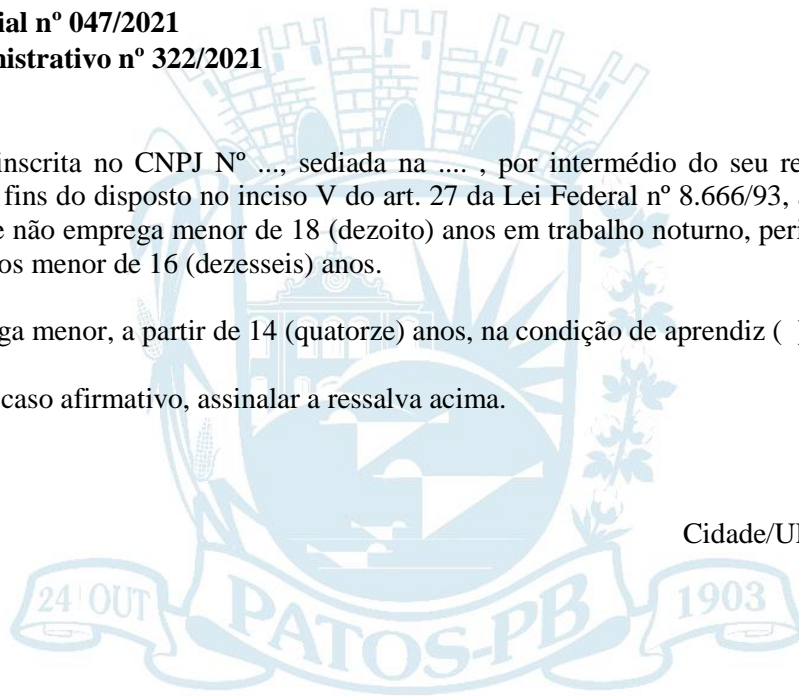 ial nº 047/2021
nistrativo nº 322/2021
inscrita no CNPJ Nº ..., sediada na .... , por intermédio do seu re
fins do disposto no inciso V do art. 27 da Lei Federal nº 8.666/93,
e não emprega menor de 18 (dezoito) anos em trabalho noturno, peri
os menor de 16 (dezesseis) anos.
ga menor, a partir de 14 (quatorze) anos, na condição de aprendiz ( )
caso afirmativo, assinalar a ressalva acima.
Cidade/U
24 OUT
PATOS-PB
1903